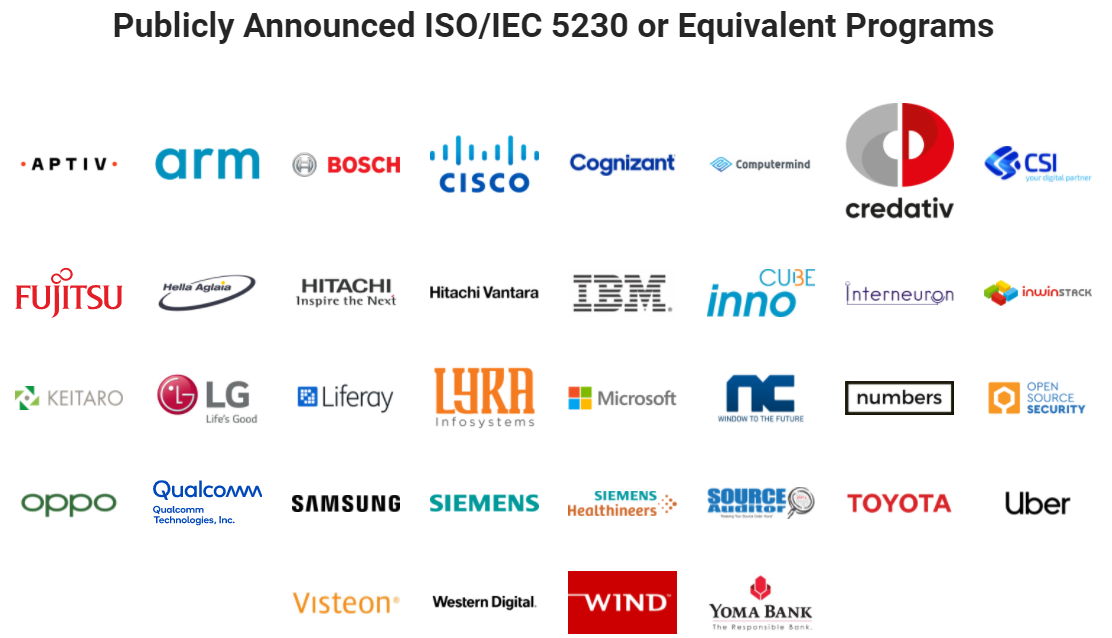 Publicly Announced ISO/IEC 5230 or Equivalent Programs
APTIV
arm
BOSCH
CISCO
Cognizant
Computermind
credativ
CSI
your digital partner
FUJITSU
Hella Aglaia
HITACHI
Inspire the Next
Hitachi Vantara
IBM®
CUBE
inno
Interneuron
inwinSTACK
KEITARO
LG
Life's Good
Liferay
LYRA
Infosystems
Microsoft
nc
WINDOW TO THE FUTURE
numbers
OPEN
SOURCE
SECURITY
oppo
Qualcomm
Qualcomm
Technologies, Inc.
SAMSUNG
SIEMENS
SIEMENS
Healthineers
SOURCE
Auditor
TOYOTA
Uber
Visteon®
Western Digital.
WIND™
YOMA BANK
The Responsible Bank.